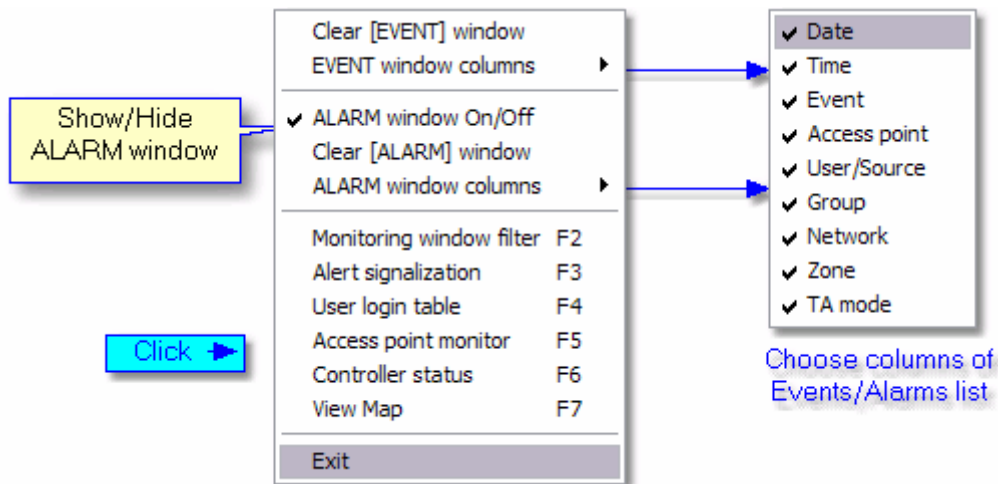 Clear [EVENT] window
EVENT window columns
Show/Hide
ALARM window
ALARM window On/Off
Clear [ALARM] window
ALARM window columns
Monitoring window filter F2
Alert signalization F3
User login table F4
Access point monitor F5
Controller status F6
View Map F7
Exit
Click
Date
Time
Event
Access point
User/Source
Group
Network
Zone
TA mode
Choose columns of
Events/Alarms list